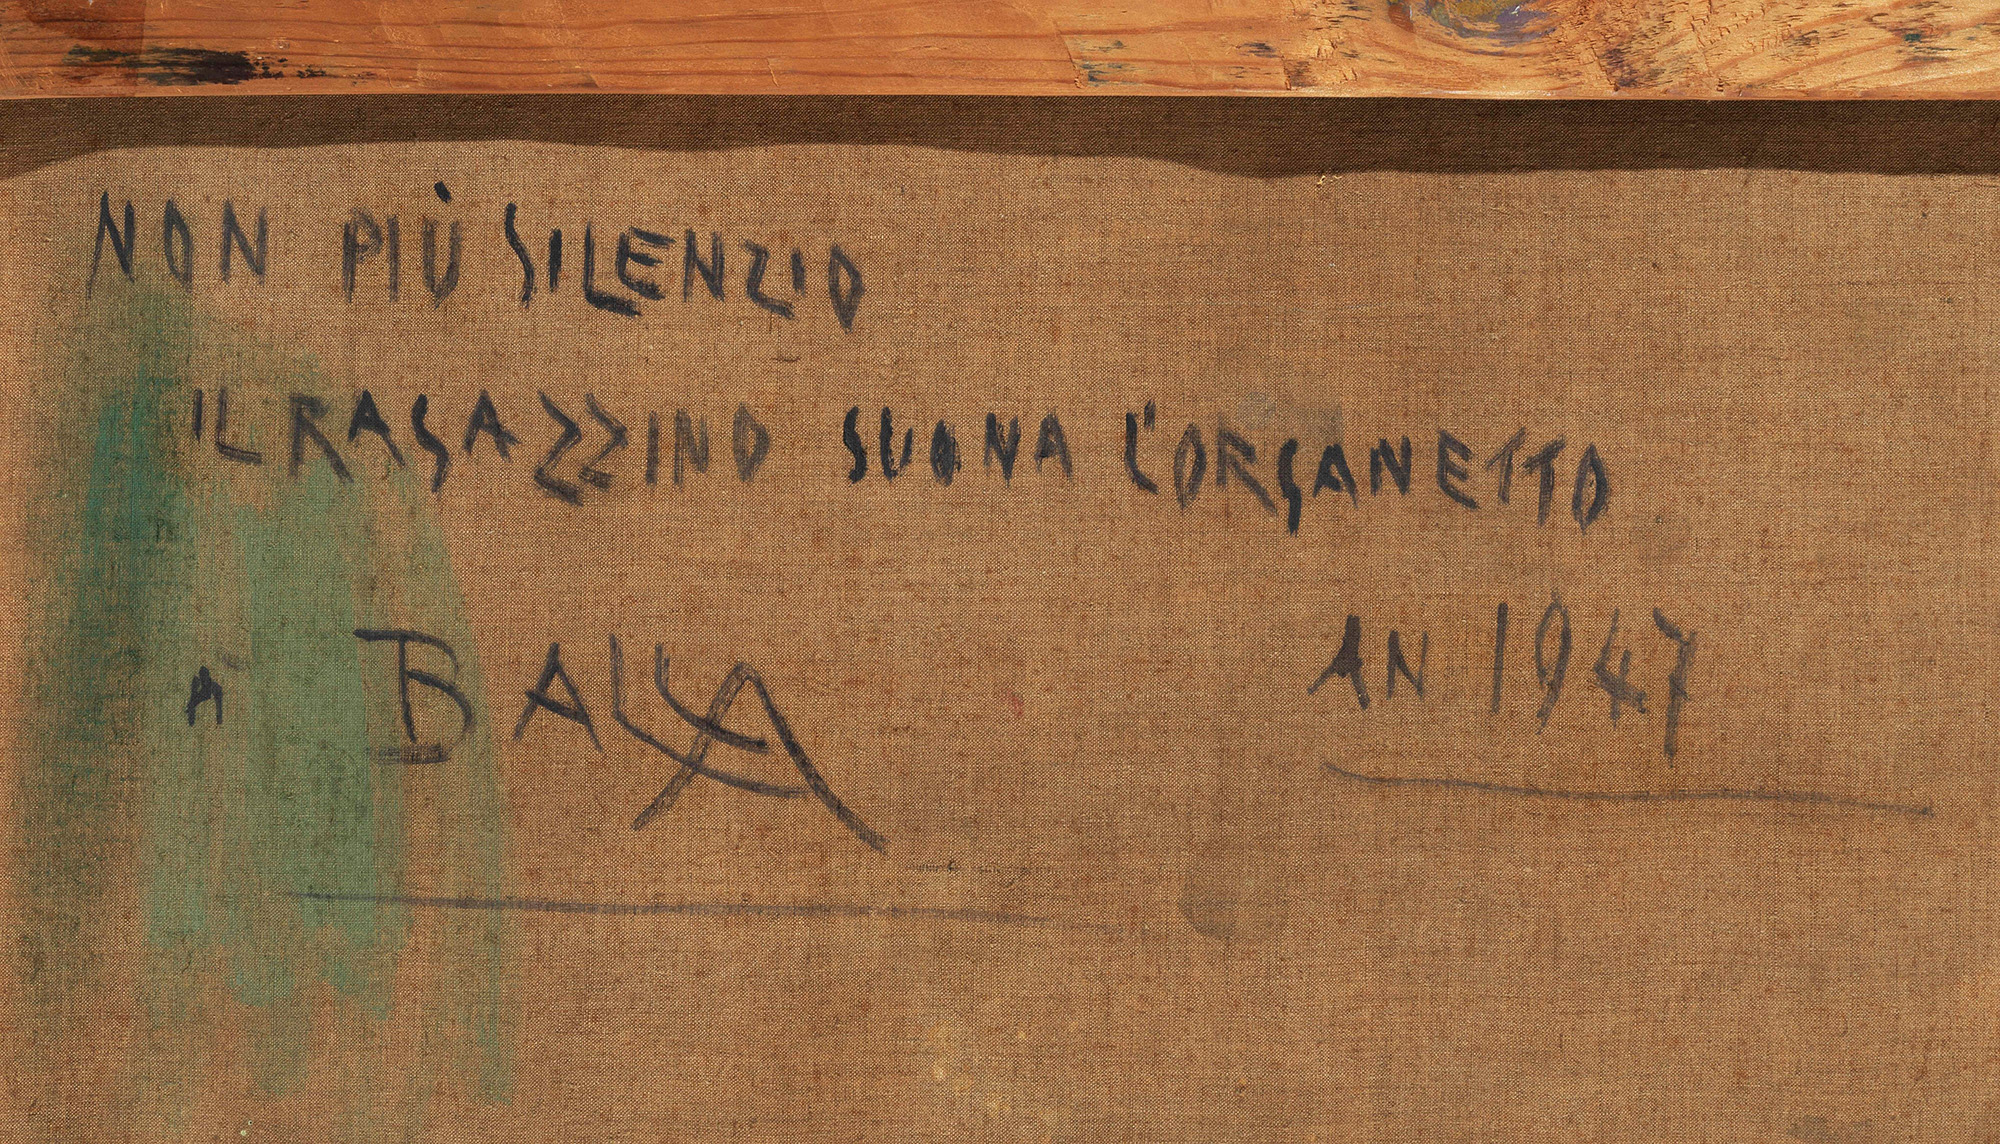 NON PIÙ SILENZIO
IL RAGAZZINO SUONA L'ORGANETTO
A BALLA AN 1947